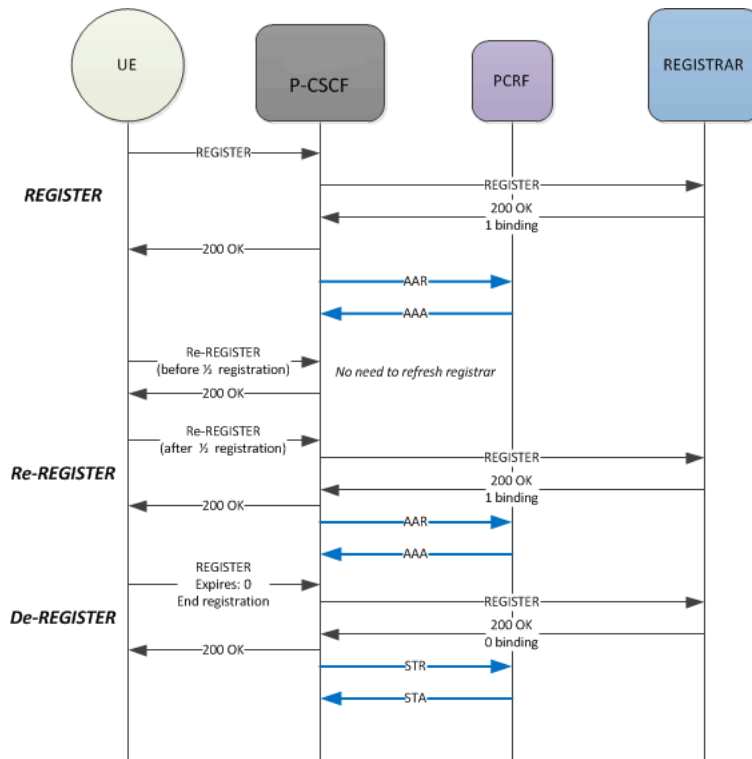 UE
P-CSCF
PCRF
REGISTRAR
REGISTER
REGISTER
REGISTER
200 OK
1 binding
200 OK
AAR
AAA
Re-REGISTER
(before ½ registration)
No need to refresh registrar
200 OK
Re-REGISTER
(after ½ registration)
REGISTER
Re-REGISTER
200 OK
1 binding
200 OK
AAR
AAA
REGISTER
Expires: 0
End registration
REGISTER
De-REGISTER
200 OK
0 binding
200 OK
STR
STA